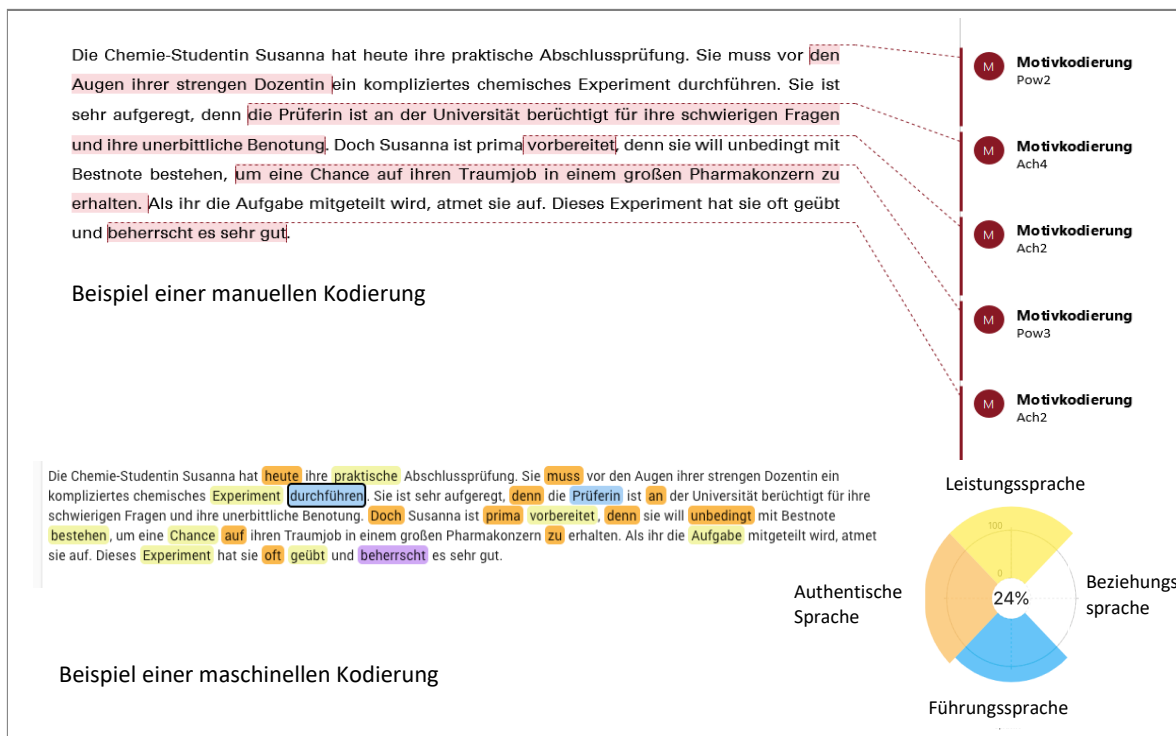 Die Chemie-Studentin Susanna hat heute ihre praktische Abschlussprüfung. Sie muss vor den
Augen ihrer strengen Dozentin ein kompliziertes chemisches Experiment durchführen. Sie ist
sehr aufgeregt, denn die Prüferin ist an der Universität berüchtigt für ihre schwierigen Fragen
und ihre unerbittliche Benotung. Doch Susanna ist prima vorbereitet, denn sie will unbedingt mit
Bestnote bestehen, um eine Chance auf ihren Traumjob in einem großen Pharmakonzern zu
erhalten. Als ihr die Aufgabe mitgeteilt wird, atmet sie auf. Dieses Experiment hat sie oft geübt
und beherrscht es sehr gut.
Beispiel einer manuellen Kodierung
M
Motivkodierung
Pow2
M
Motivkodierung
Ach4
M
Motivkodierung
Ach2
M
Motivkodierung
Pow3
M
Motivkodierung
Ach2
Die Chemie-Studentin Susanna hat heute ihre praktische Abschlussprüfung. Sie muss vor den Augen ihrer strengen Dozentin ein
kompliziertes chemisches Experiment durchführen. Sie ist sehr aufgeregt, denn die Prüferin ist an der Universität berüchtigt für ihre
schwierigen Fragen und ihre unerbittliche Benotung. Doch Susanna ist prima vorbereitet, denn sie will unbedingt mit Bestnote
bestehen, um eine Chance auf ihren Traumjob in einem großen Pharmakonzern zu erhalten. Als ihr die Aufgabe mitgeteilt wird, atmet
sie auf. Dieses Experiment hat sie oft geübt und beherrscht es sehr gut.
Beispiel einer maschinellen Kodierung
Leistungssprache
100
0
Authentische
Sprache
24%
Beziehungs
sprache
Führungssprache